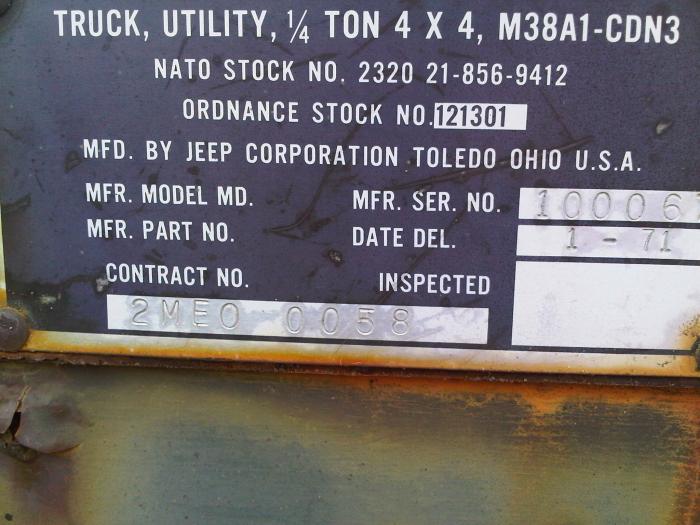 TRUCK, UTILITY, ¼ TON 4 X 4, M38A1-CDN3
NATO STOCK NO. 2320 21-856-9412
ORDNANCE STOCK NO. 121301
MFD. BY JEEP CORPORATION TOLEDO OHIO U.S.A.
MFR. MODEL MD. MFR. SER. NO. 10006
MFR. PART NO. DATE DEL. 1 - 71
CONTRACT NO. INSPECTED
2MEO 0058